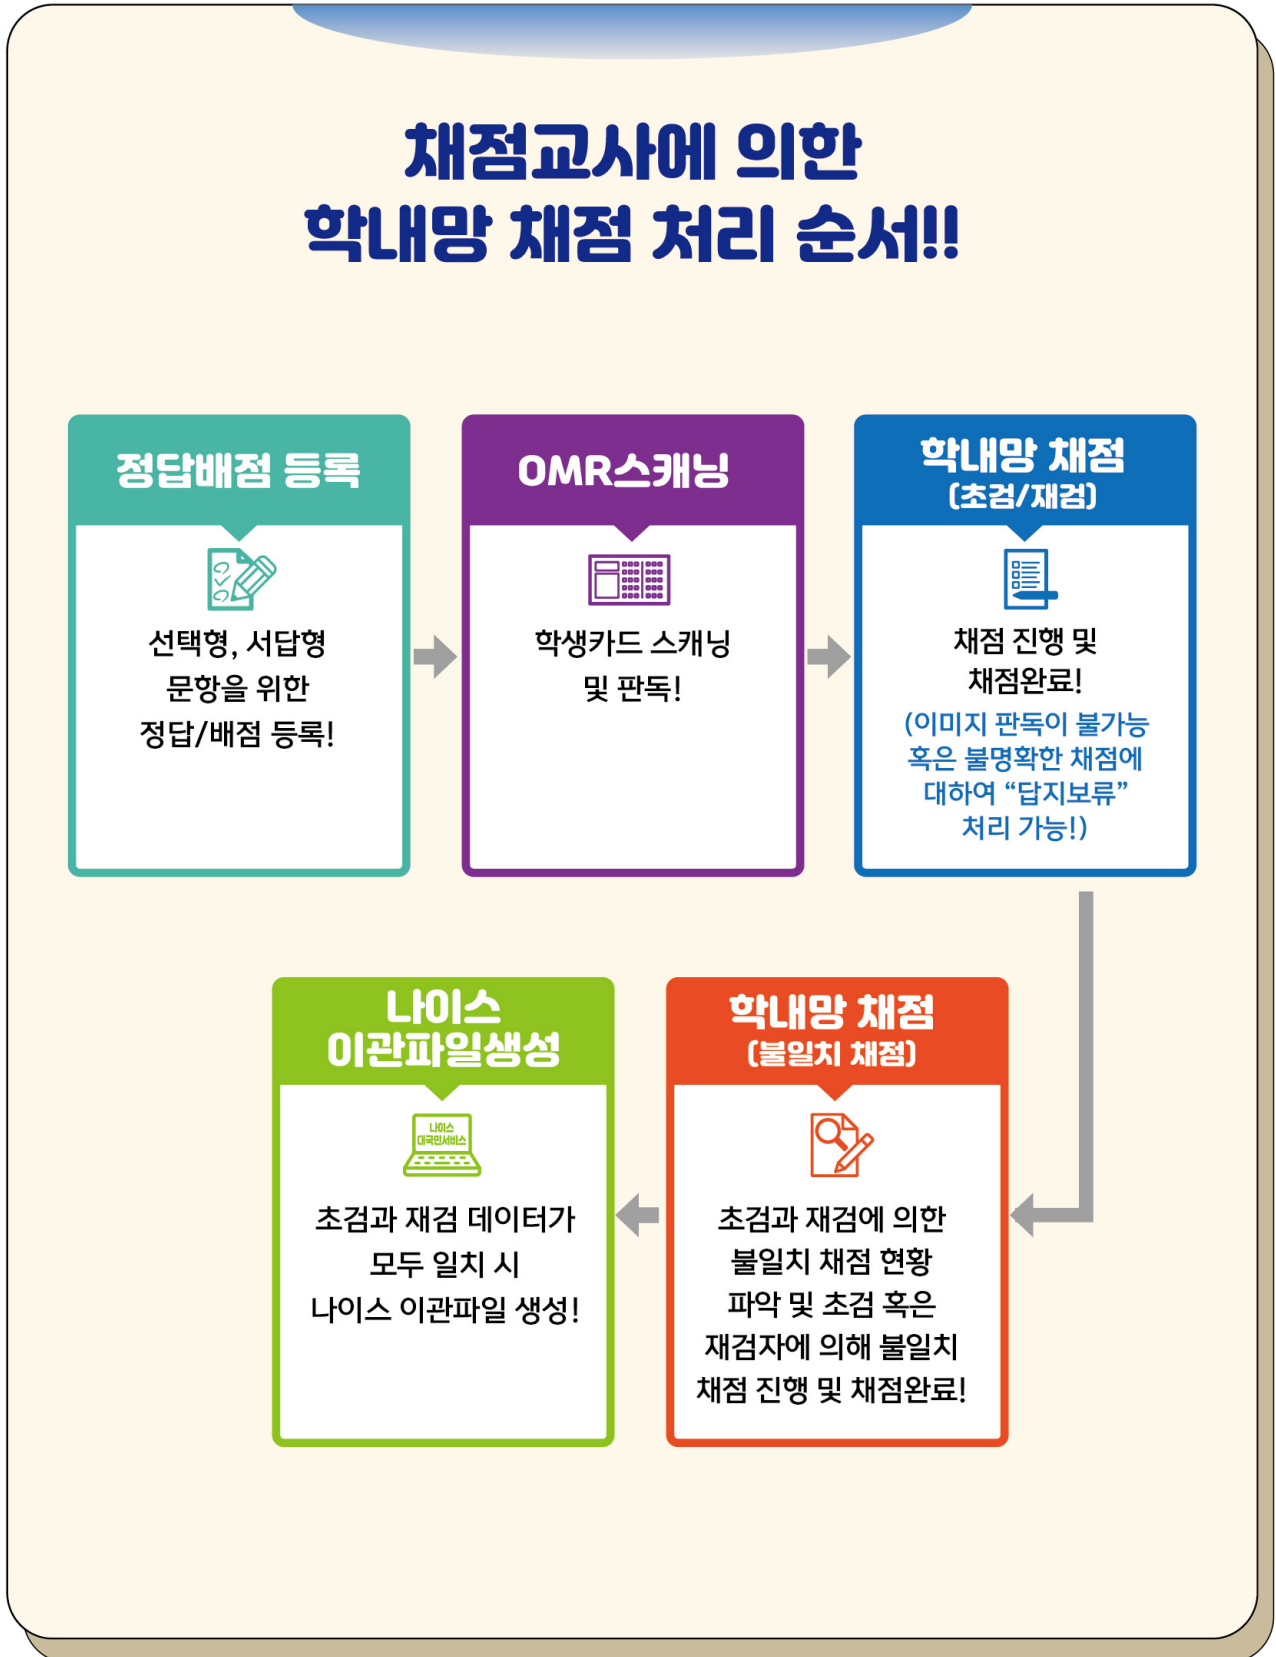 채점교사에 의한
학내망 채점 처리 순서!!
정답배점 등록
선택형, 서답형
문항을 위한
정답/배점 등록!
OMR스캐닝
학생카드 스캐닝
및 판독!
학내망 채점
(초검/재검)
채점 진행 및
채점완료!
(이미지 판독이 불가능
혹은 불명확한 채점에
대하여 “답지보류”
처리 가능!)
학내망 채점
(불일치 채점)
초검과 재검에 의한
불일치 채점 현황
파악 및 초검 혹은
재검자에 의해 불일치
채점 진행 및 채점완료!
나이스
이관파일생성
나이스
대국민서비스
초검과 재검 데이터가
모두 일치 시
나이스 이관파일 생성!